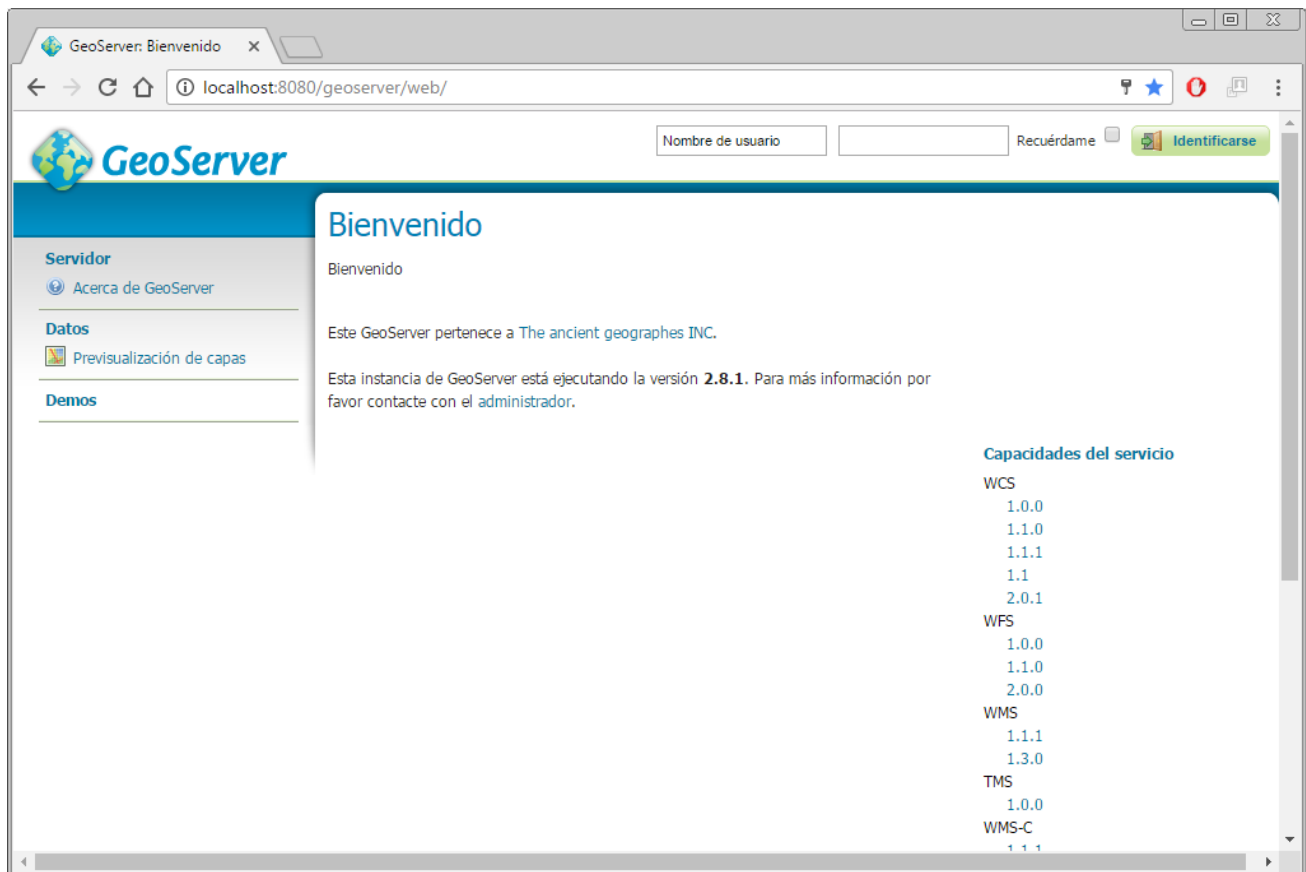 GeoServer: Bienvenido
localhost:8080/geoserver/web/
GeoServer
Nombre de usuario
Recuérdame
Identificarse
Servidor
Acerca de GeoServer
Datos
Previsualización de capas
Demos
Bienvenido
Bienvenido
Este GeoServer pertenece a The ancient geographes INC.
Esta instancia de GeoServer está ejecutando la versión 2.8.1. Para más información por
favor contacte con el administrador.
Capacidades del servicio
WCS
1.0.0
1.1.0
1.1.1
1.1
2.0.1
WFS
1.0.0
1.1.0
2.0.0
WMS
1.1.1
1.3.0
TMS
1.0.0
WMS-C
1.1.1